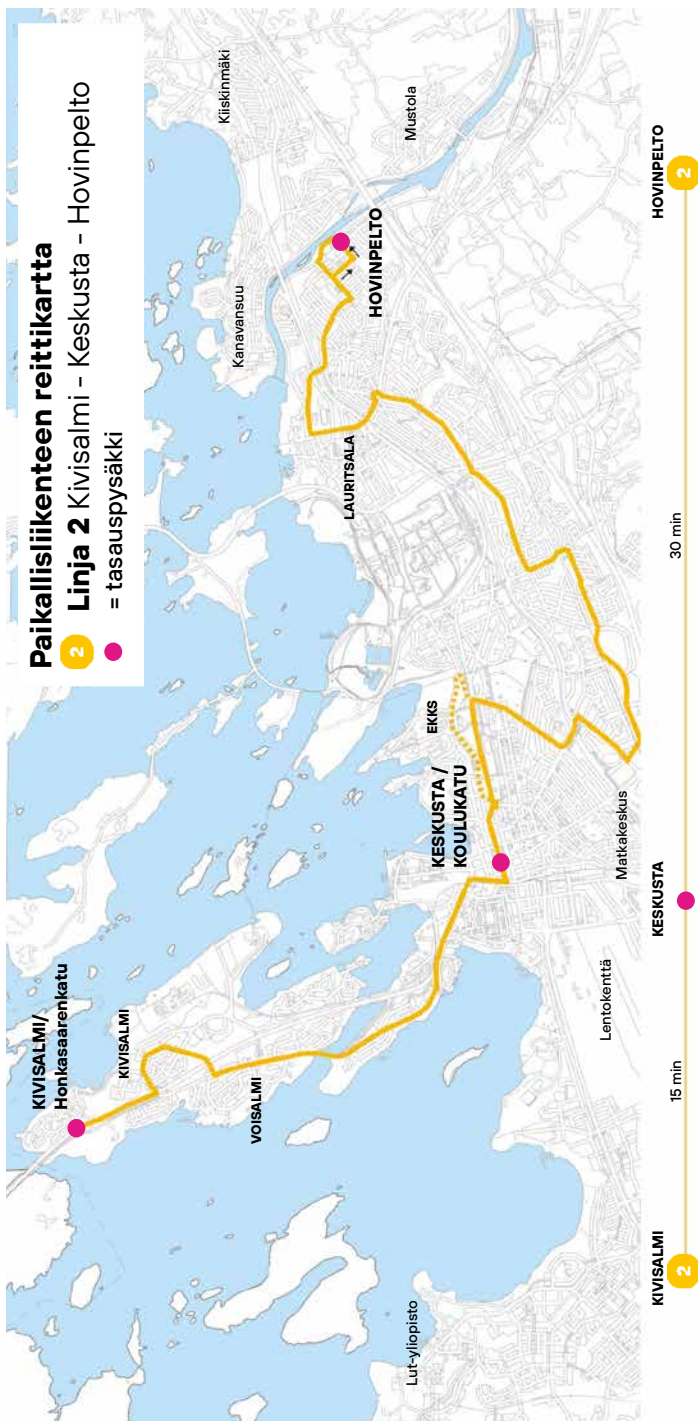 Paikallisliikenteen reittikartta
2 Linja 2 Kivisalmi - Keskusta - Hovinpelto
= tasauspysäkki
KIVISALMI/
Honkasaarenkatu
KIVISALMI
VOISALMI
KESKUSTA /
KOULUKATU
EKKS
LAURITSALA
Kanavansuu
Kiiskinmäki
Mustola
HOVINPELTO
Lut-yliopisto
Lentokenttä
Matkakeskus
KIVISALMI
2
15 min
KESKUSTA
30 min
HOVINPELTO
2